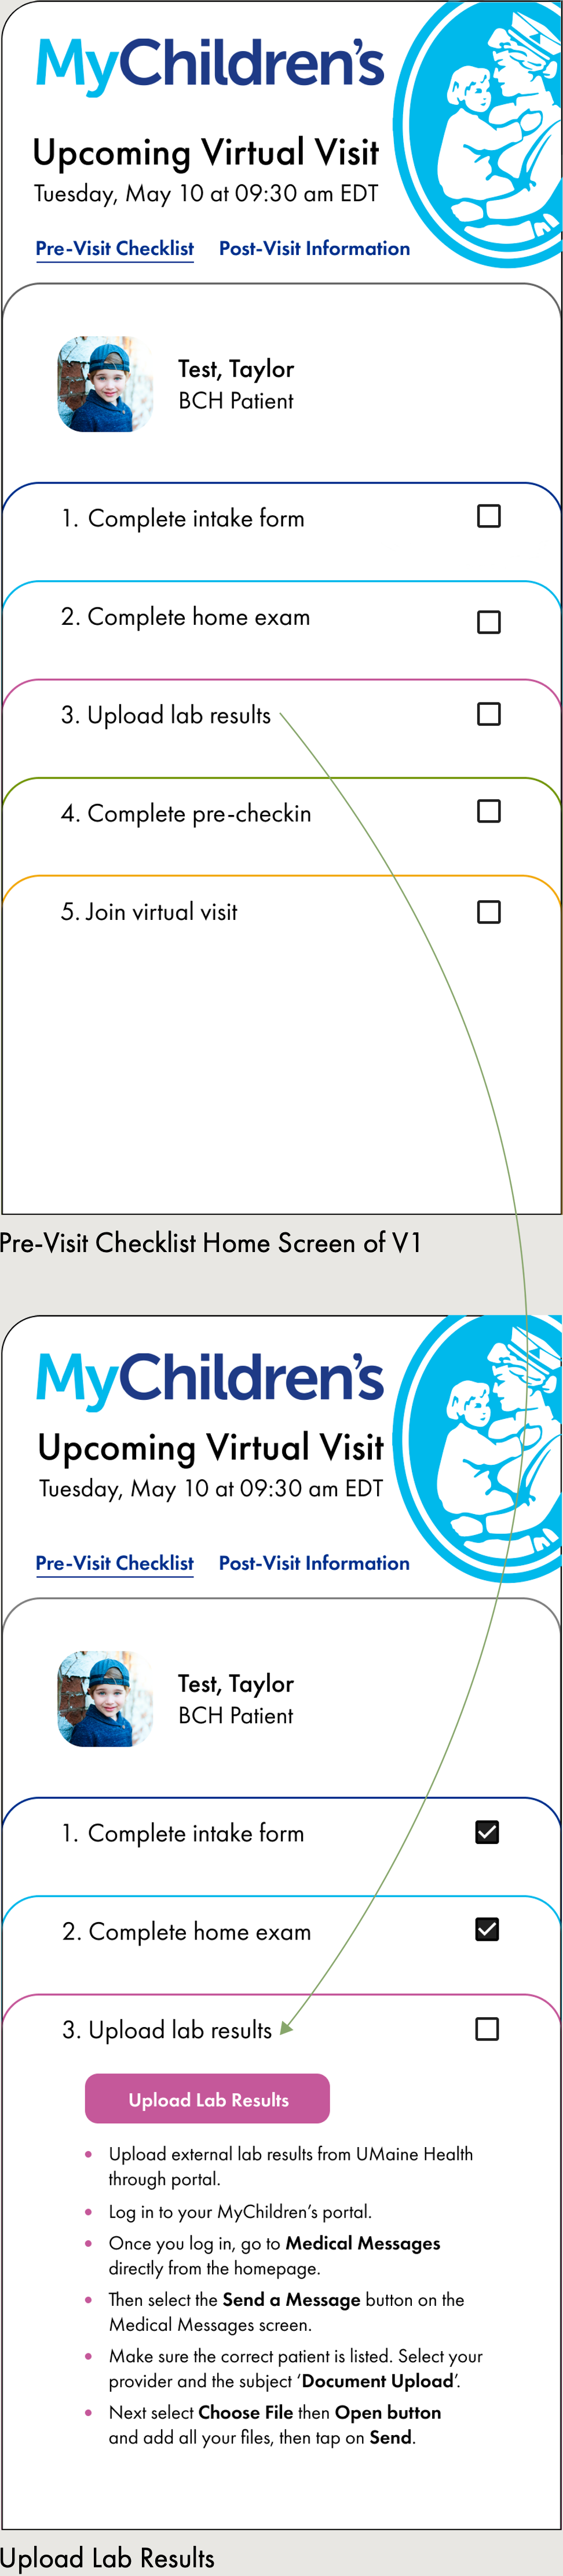 MyChildren's
Upcoming Virtual Visit
Tuesday, May 10 at 09:30 am EDT
Pre-Visit Checklist Post-Visit Information
Test, Taylor
BCH Patient
1. Complete intake form
2. Complete home exam
3. Upload lab results
4. Complete pre-checkin
5. Join virtual visit
Pre-Visit Checklist Home Screen of V1
MyChildren's
Upcoming Virtual Visit
Tuesday, May 10 at 09:30 am EDT
Pre-Visit Checklist Post-Visit Information
Test, Taylor
BCH Patient
1. Complete intake form
2. Complete home exam
3. Upload lab results
Upload Lab Results
• Upload external lab results from UMaine Health
through portal.
• Log in to your MyChildren's portal.
• Once you log in, go to Medical Messages
directly from the homepage.
• Then select the Send a Message button on the
Medical Messages screen.
• Make sure the correct patient is listed. Select your
provider and the subject 'Document Upload'.
• Next select Choose File then Open button
and add all your files, then tap on Send.
Upload Lab Results